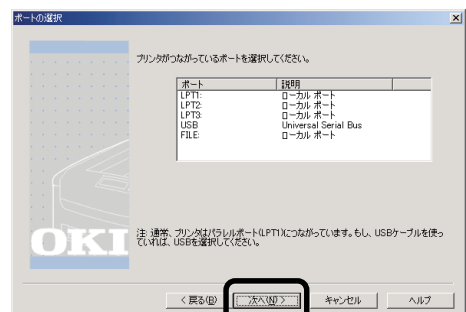 ポートの選択
プリンタがつながっているポートを選択してください。
ポート 説明
LPT1: ローカル ポート
LPT2: ローカル ポート
LPT3: ローカル ポート
USB Universal Serial Bus
FILE: ローカル ポート
注: 通常、プリンタはパラレルポート(LPT1)につながっています。もし、USBケーブルを使っ
ていれば、USBを選択してください。
OKI
< 戻る(B) 次へ(N) > キャンセル ヘルプ